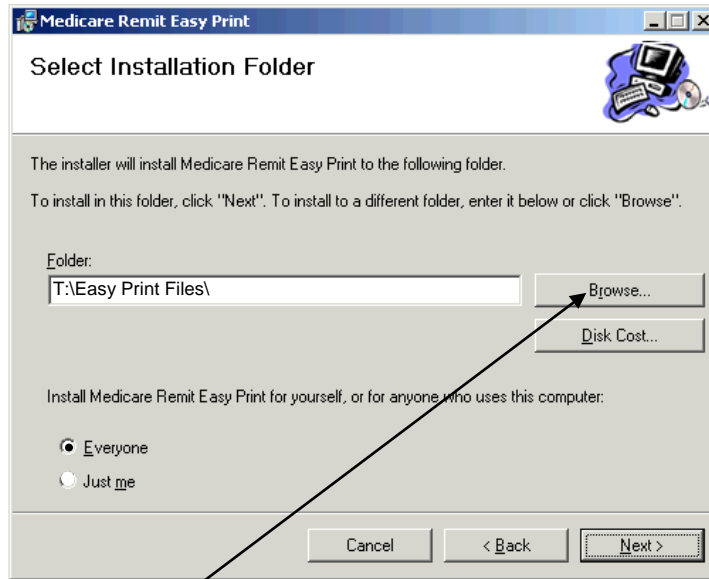 Medicare Remit Easy Print
Select Installation Folder
The installer will install Medicare Remit Easy Print to the following folder.
To install in this folder, click "Next". To install to a different folder, enter it below or click "Browse".
Folder:
T:\Easy Print Files\
Browse...
Disk Cost...
Install Medicare Remit Easy Print for yourself, or for anyone who uses this computer:
Everyone
Just me
Cancel
< Back
Next >